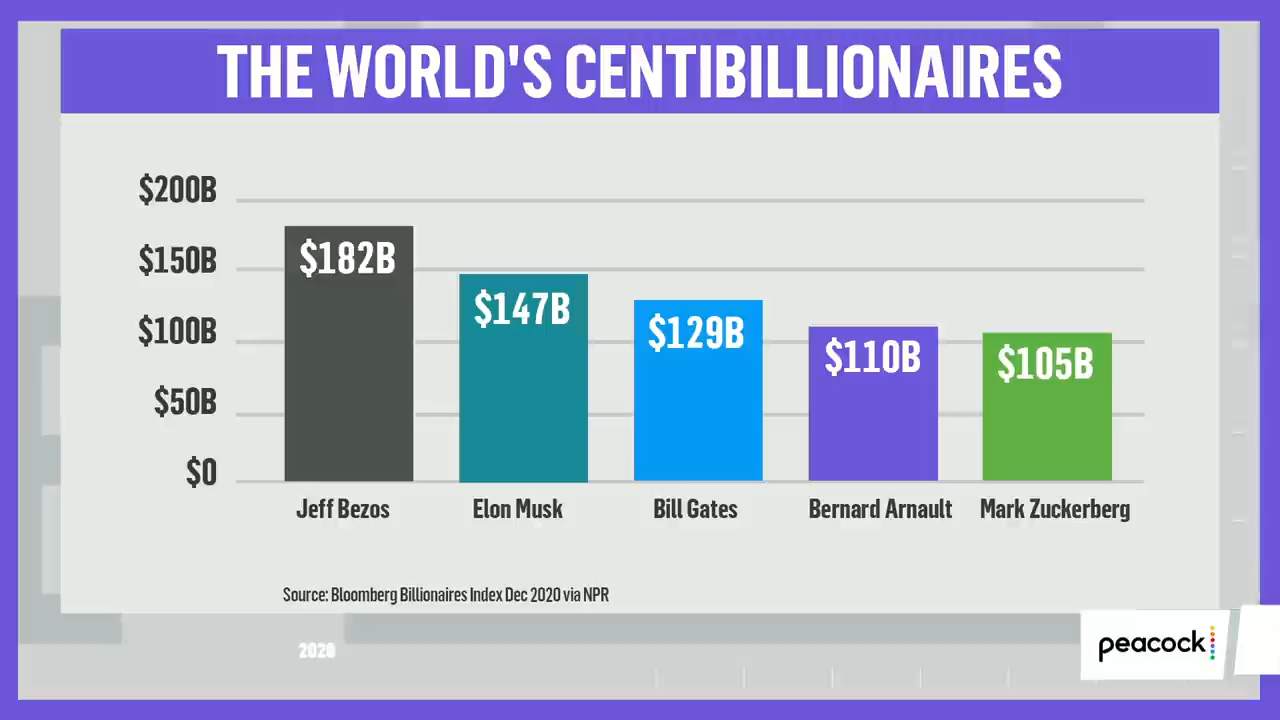 THE WORLD'S CENTIBILLIONAIRES
$200B
$150B
$100B
$50B
$0
$182B
$147B
$129B
$110B
$105B
Jeff Bezos
Elon Musk
Bill Gates
Bernard Arnault
Mark Zuckerberg
Source: Bloomberg Billionaires Index Dec 2020 via NPR
2020
peacock